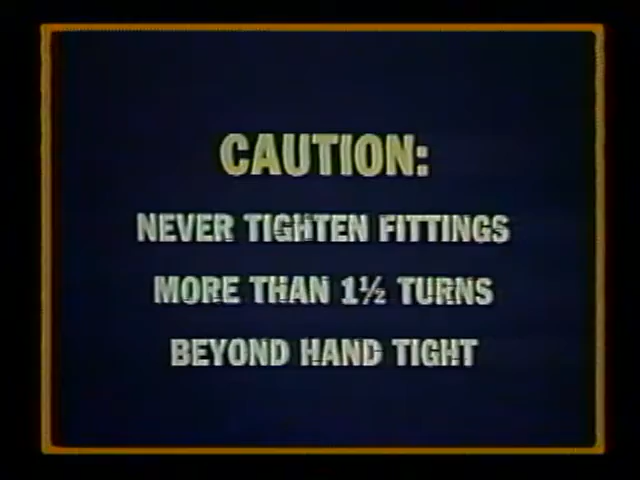 CAUTION:
NEVER TIGHTEN FITTINGS
MORE THAN 1½ TURNS
BEYOND HAND TIGHT